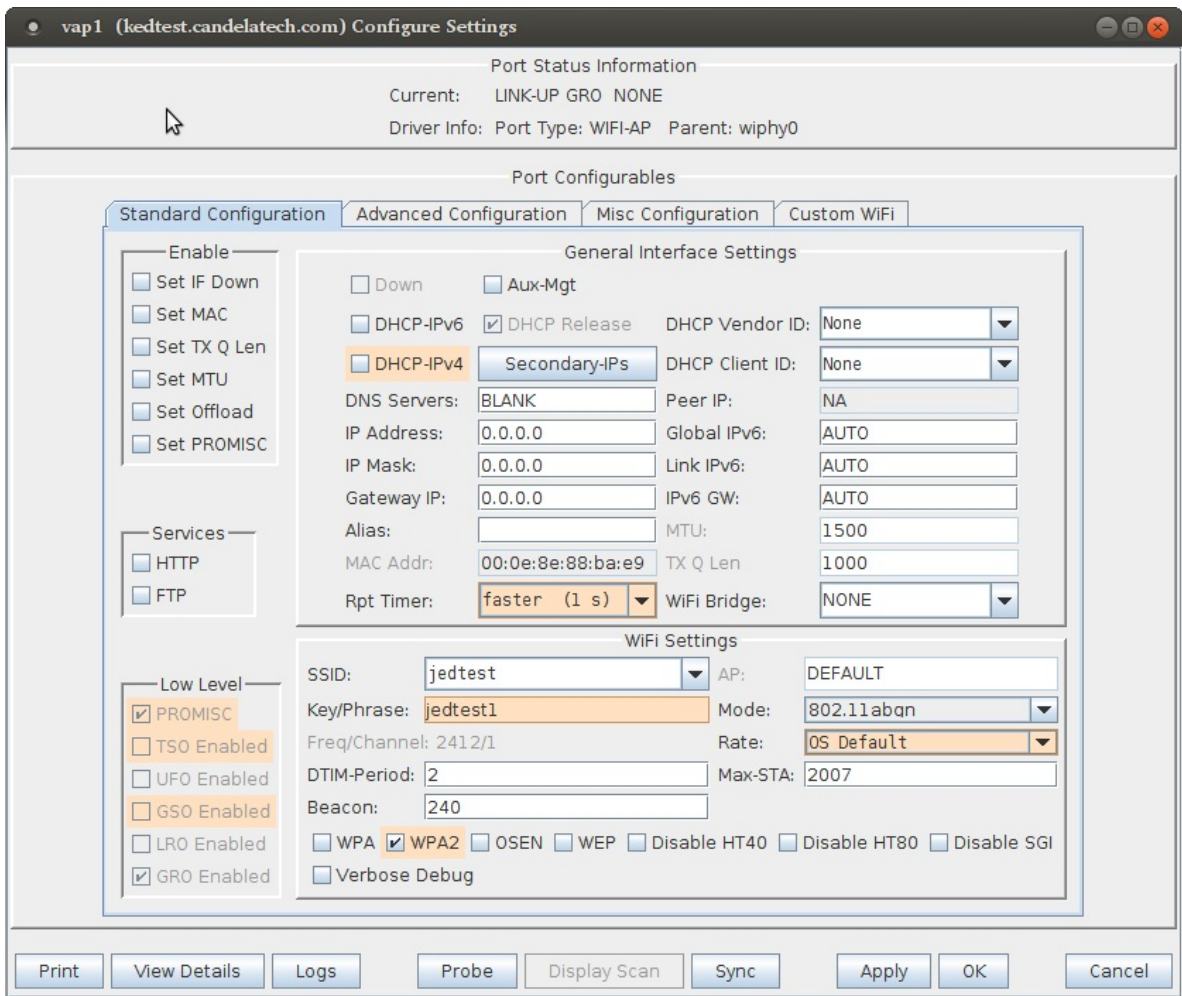 vap1 (kedtest.candelatech.com) Configure Settings
Port Status Information
Current: LINK-UP GRO NONE
Driver Info: Port Type: WIFI-AP Parent: wiphy0
Port Configurables
Standard Configuration Advanced Configuration Misc Configuration Custom WiFi
Enable
Set IF Down
Set MAC
Set TX Q Len
Set MTU
Set Offload
Set PROMISC
Services
HTTP
FTP
Low Level
PROMISC
TSO Enabled
UFO Enabled
GSO Enabled
LRO Enabled
GRO Enabled
General Interface Settings
Down Aux-Mgt
DHCP-IPv6 DHCP Release DHCP Vendor ID: None
DHCP-IPv4 Secondary-IPs DHCP Client ID: None
DNS Servers: BLANK Peer IP: NA
IP Address: 0.0.0.0 Global IPv6: AUTO
IP Mask: 0.0.0.0 Link IPv6: AUTO
Gateway IP: 0.0.0.0 IPv6 GW: AUTO
Alias: MTU: 1500
MAC Addr: 00:0e:8e:88:ba:e9 TX Q Len 1000
Rpt Timer: faster (1 s) WiFi Bridge: NONE
WiFi Settings
SSID: jedtest AP: DEFAULT
Key/Phrase: jedtest1 Mode: 802.11abgn
Freq/Channel: 2412/1 Rate: OS Default
DTIM-Period: 2 Max-STA: 2007
Beacon: 240
WPA WPA2 OSEN WEP Disable HT40 Disable HT80 Disable SGI
Verbose Debug
Print View Details Logs Probe Display Scan Sync Apply OK Cancel